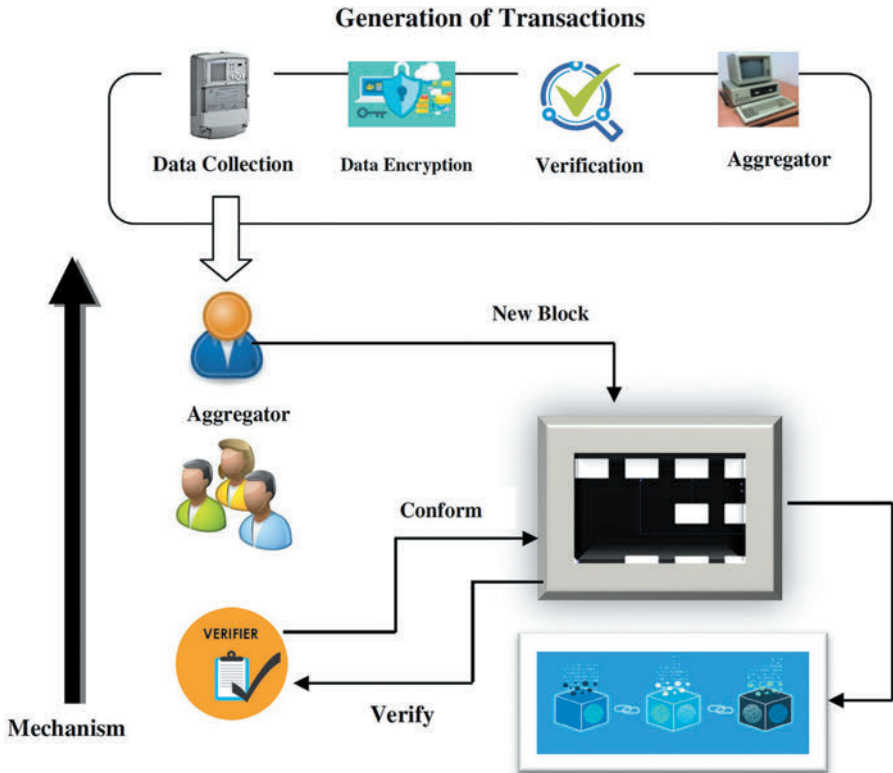 Generation of Transactions
Data Collection
Data Encryption
Verification
Aggregator
New Block
Aggregator
Conform
VERIFIER
Verify
Mechanism